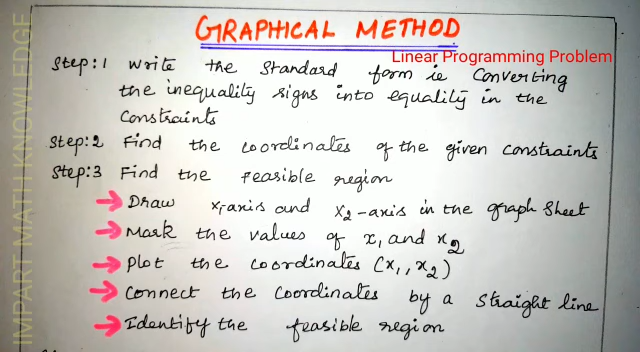 GRAPHICAL METHOD
Linear Programming Problem
Step:1 Write the standard form ie converting
the inequality signs into equality in the
constraints
Step:2 Find the coordinates of the given constraints
Step:3 Find the feasible region
→ Draw x₁axis and x₂-axis in the graph sheet
→ Mark the values of x₁ and x₂
→ Plot the coordinates (x₁, x₂)
→ Connect the coordinates by a straight line
→ Identify the feasible region
IMPART MATH KNOWLEDGE